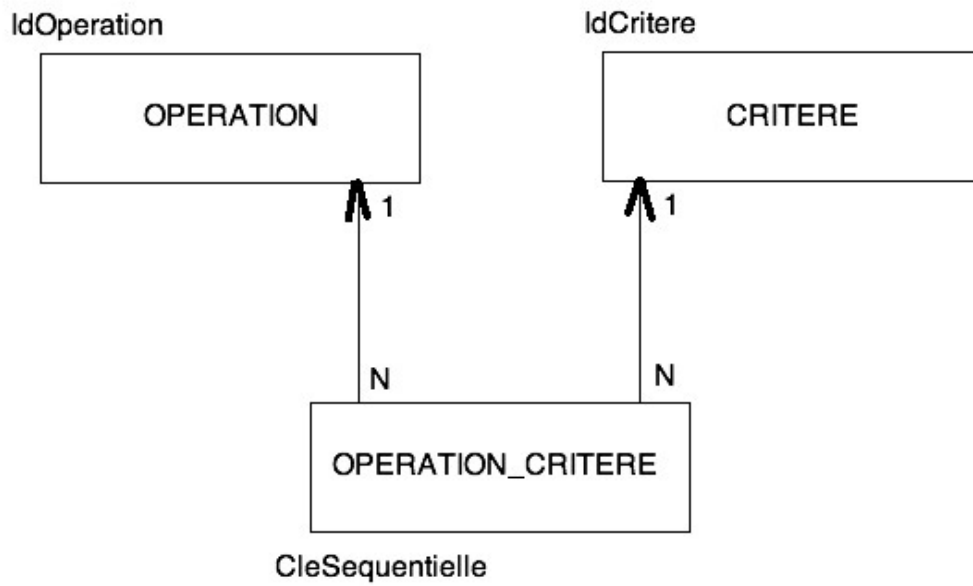 IdOperation
IdCritere
OPERATION
CRITERE
1
1
N
N
OPERATION_CRITERE
CleSequentielle